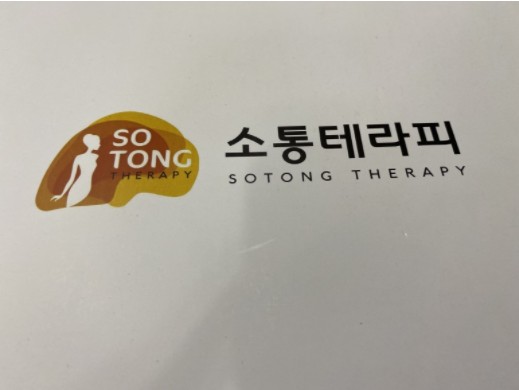 SO
TONG
THERAPY
소통테라피
SOTONG THERAPY